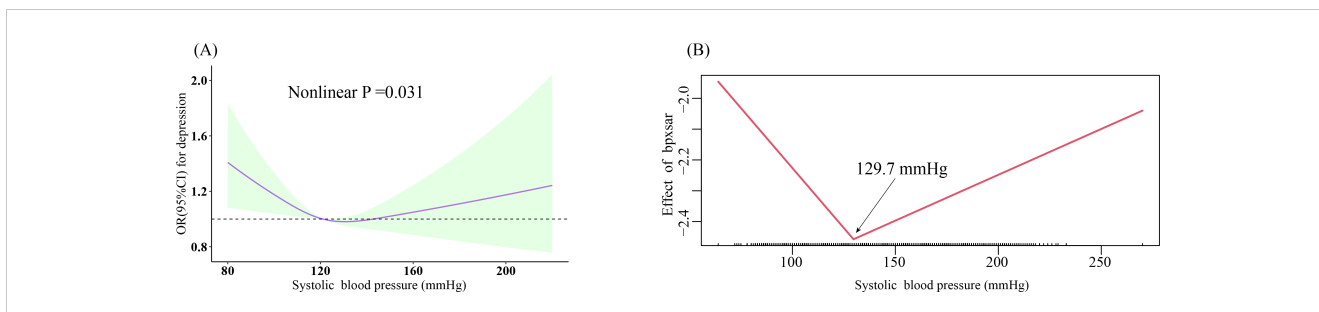 (A)
Nonlinear P =0.031
OR(95%CI) for depression
2.0
1.6
1.2
0.8
80 120 160 200
Systolic blood pressure (mmHg)
(B)
129.7 mmHg
Effect of bpxsar
−2.0
−2.2
−2.4
100 150 200 250
Systolic blood pressure (mmHg)